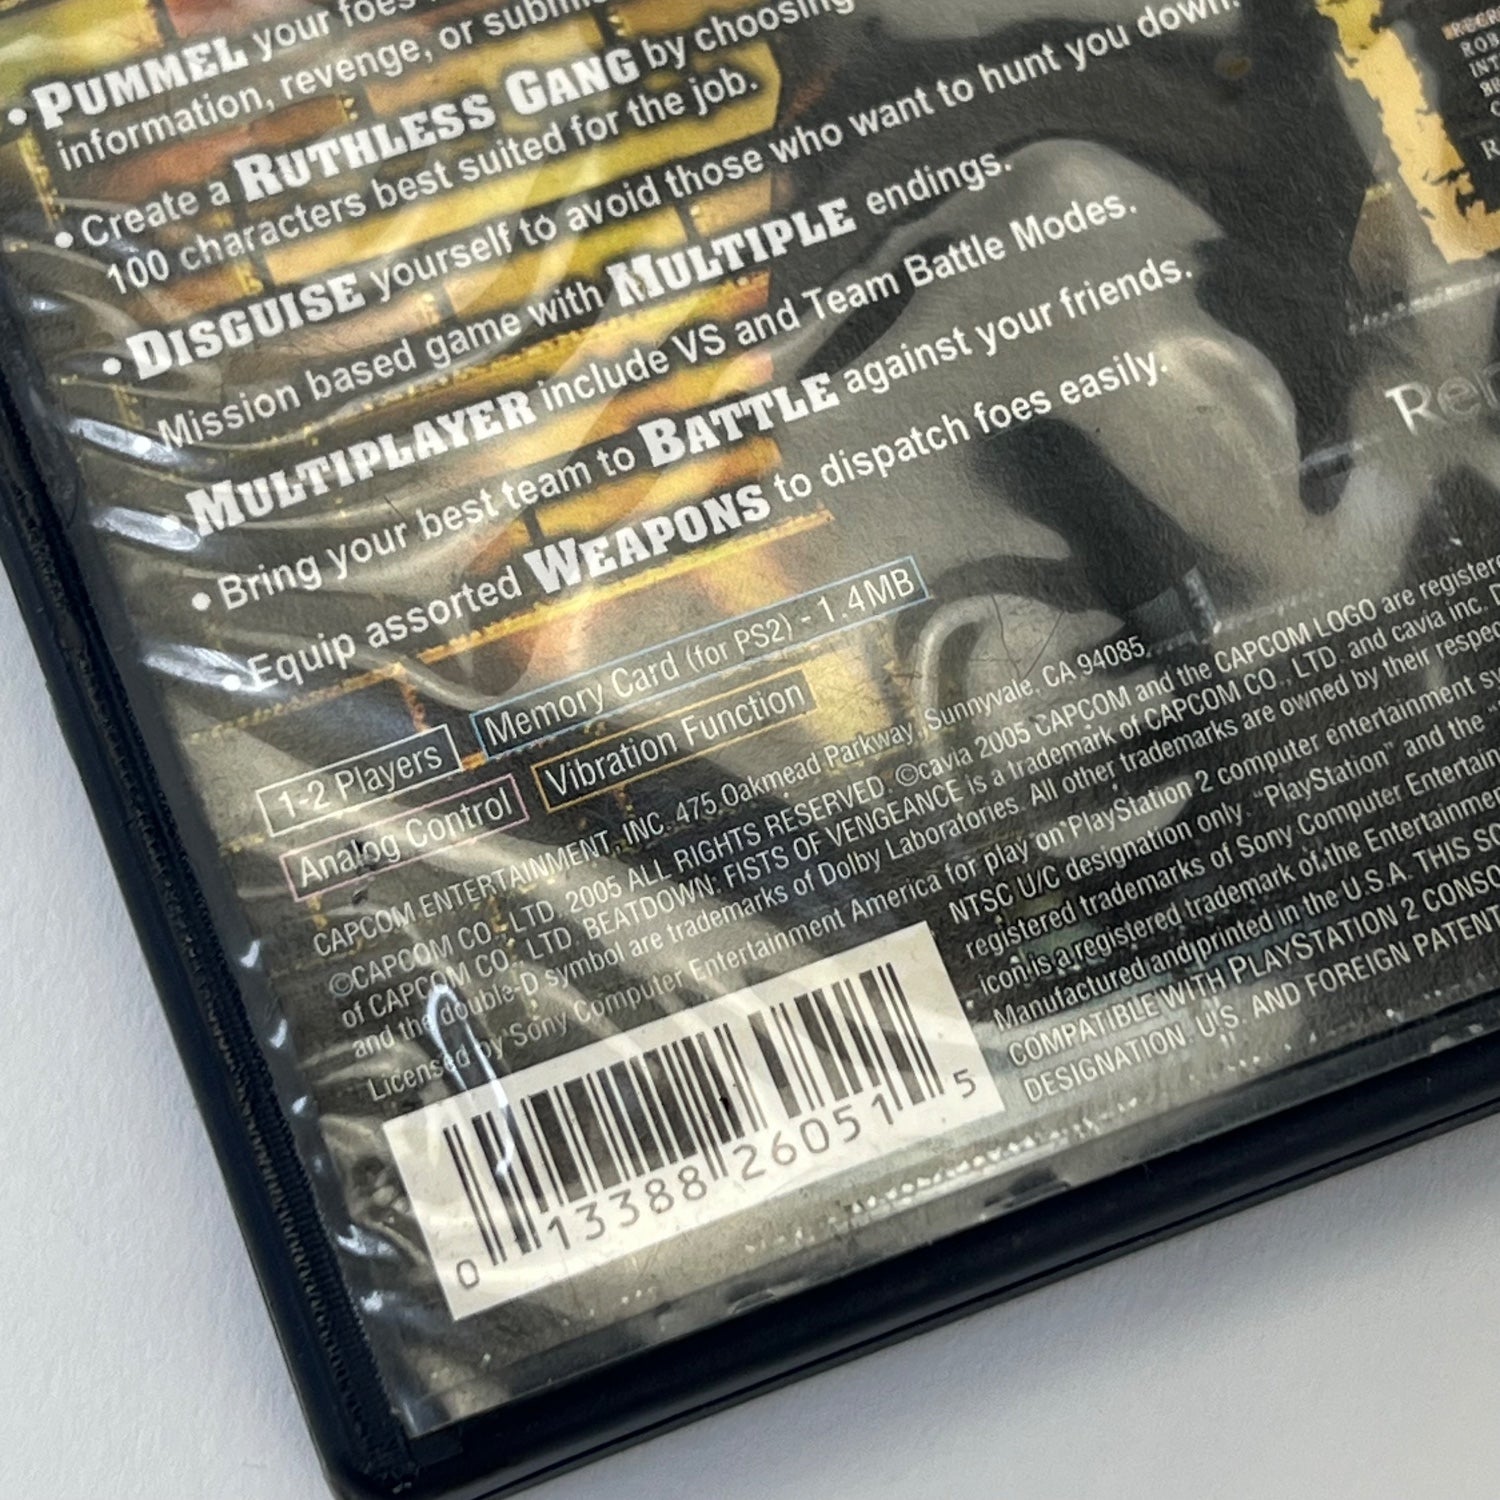 • PUMMEL your foes
information, revenge, or
• Create a RUTHLESS GANG by choosing
100 characters best suited for the job.
• DISGUISE yourself to avoid those who want to hunt you down.
Mission based game with MULTIPLE endings.
• MULTIPLAYER include VS and Team Battle Modes.
• Bring your best team to BATTLE against your friends.
• Equip assorted WEAPONS to dispatch foes easily.
1-2 Players
Memory Card (for PS2) - 1.4MB
Analog Control
Vibration Function
CAPCOM ENTERTAINMENT, INC. 475 Oakmead Parkway, Sunnyvale, CA 94085.
©CAPCOM CO., LTD. 2005 ALL RIGHTS RESERVED. ©cavia 2005 CAPCOM and the CAPCOM LOGO are
of CAPCOM CO., LTD. BEATDOWN: FISTS OF VENGEANCE is a trademark of CAPCOM CO., LTD. and cavia inc.
and the double-D symbol are trademarks of Dolby Laboratories. All other trademarks are owned by their
Licensed by Sony Computer Entertainment America for play on PlayStation 2 computer entertainment
NTSC U/C designation only. "PlayStation" and the
registered trademarks of Sony Computer
icon is a registered trademark of the
Manufactured and printed in the U.S.A. THIS
COMPATIBLE WITH PLAYSTATION 2
DESIGNATION. U.S. AND FOREIGN
0 13388 26051 5